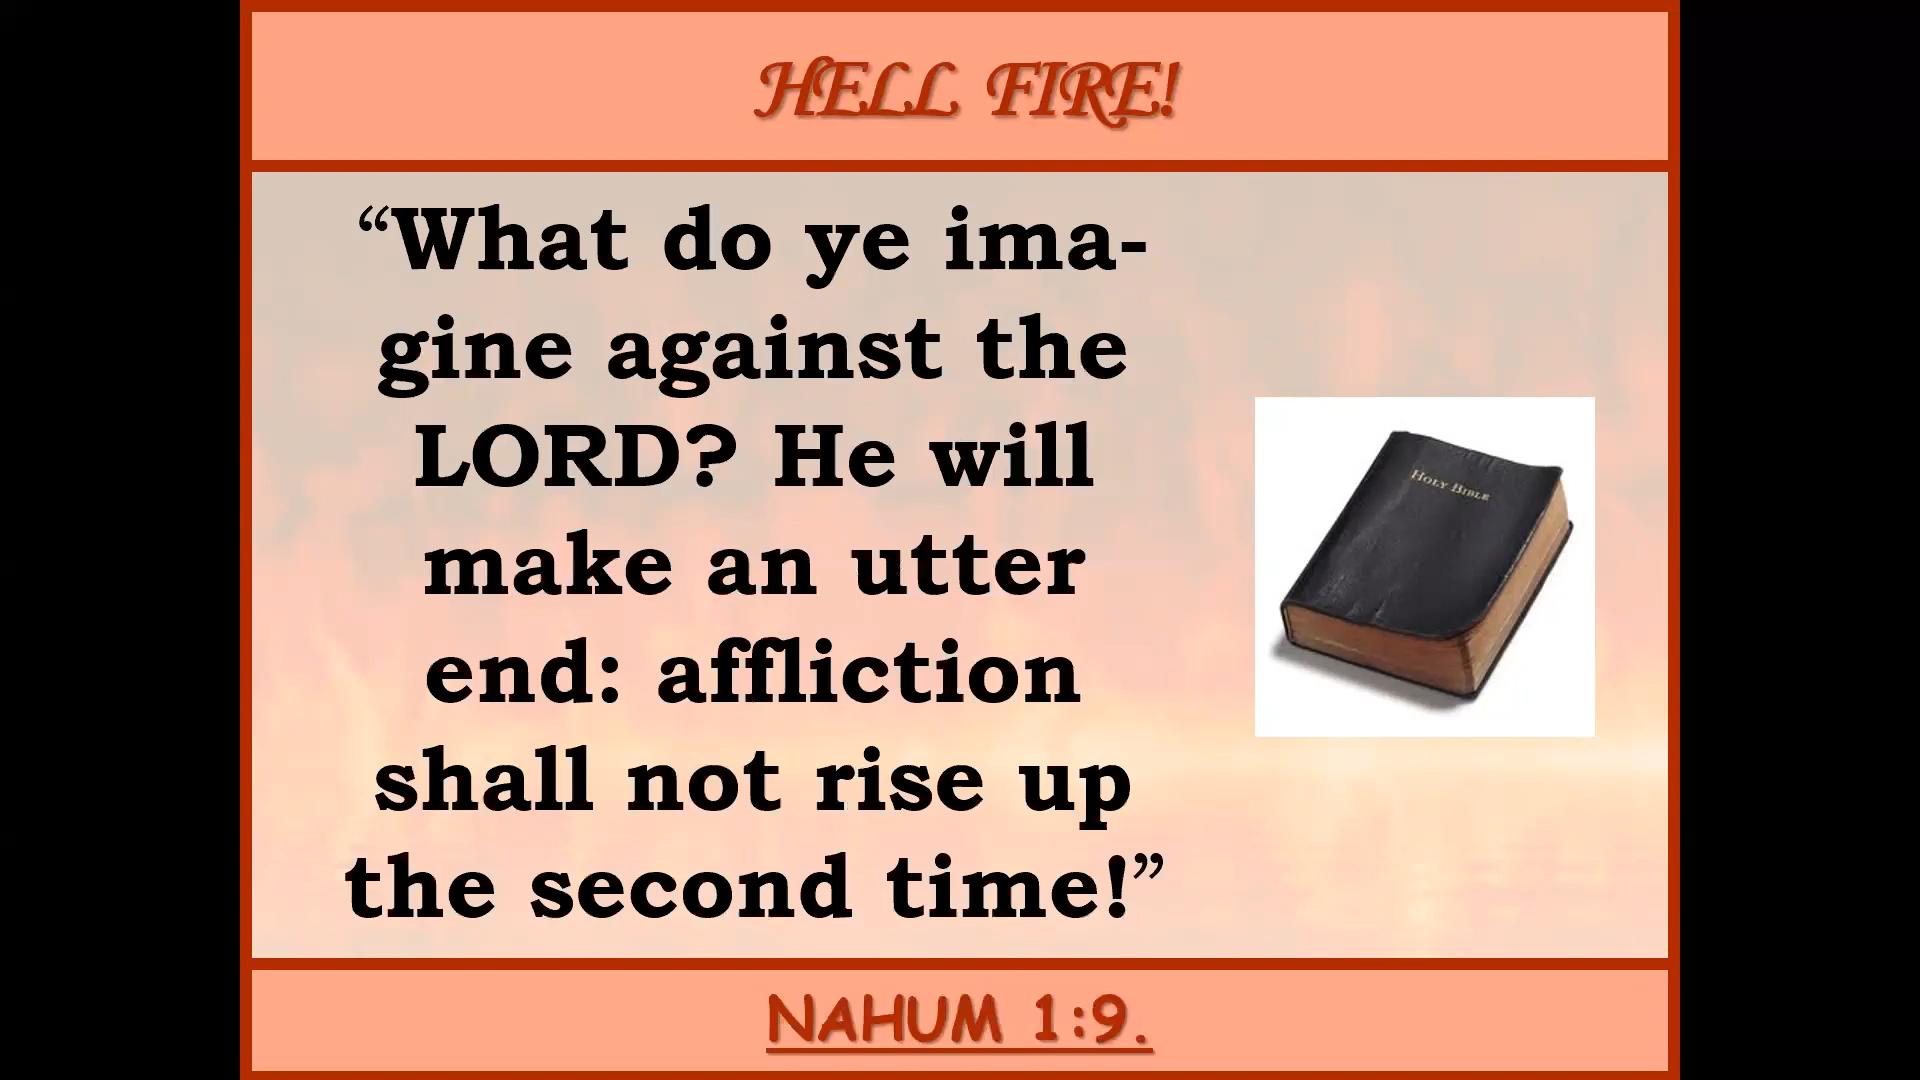 HELL FIRE!
“What do ye ima-
gine against the
LORD? He will
make an utter
end: affliction
shall not rise up
the second time!”
HOLY BIBLE
NAHUM 1:9.